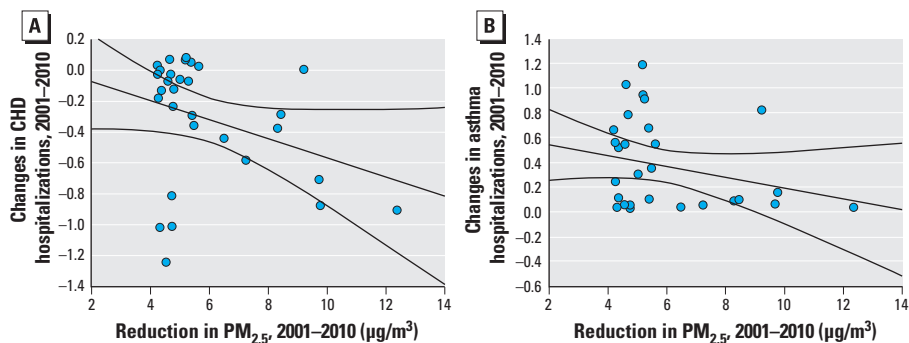 A
Changes in CHD
hospitalizations, 2001–2010
0.2
0.0
−0.2
−0.4
−0.6
−0.8
−1.0
−1.2
−1.4
2 4 6 8 10 12 14
Reduction in PM2.5, 2001–2010 (µg/m³)
B
Changes in asthma
hospitalizations, 2001–2010
1.4
1.2
1.0
0.8
0.6
0.4
0.2
0.0
−0.2
−0.4
−0.6
2 4 6 8 10 12 14
Reduction in PM2.5, 2001–2010 (µg/m³)